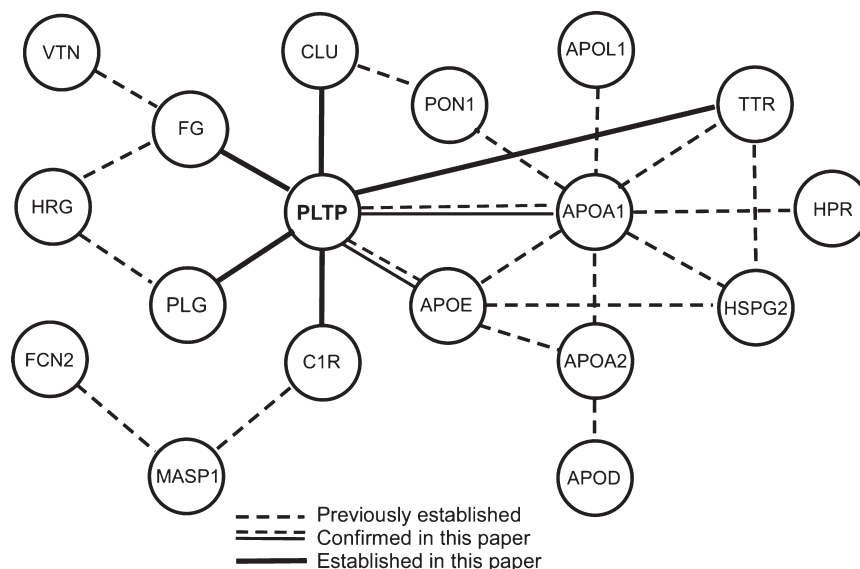 VTN
CLU
APOL1
PON1
TTR
FG
HRG
PLTP
APOA1
HPR
PLG
APOE
HSPG2
FCN2
C1R
APOA2
MASP1
APOD
Previously established
Confirmed in this paper
Established in this paper